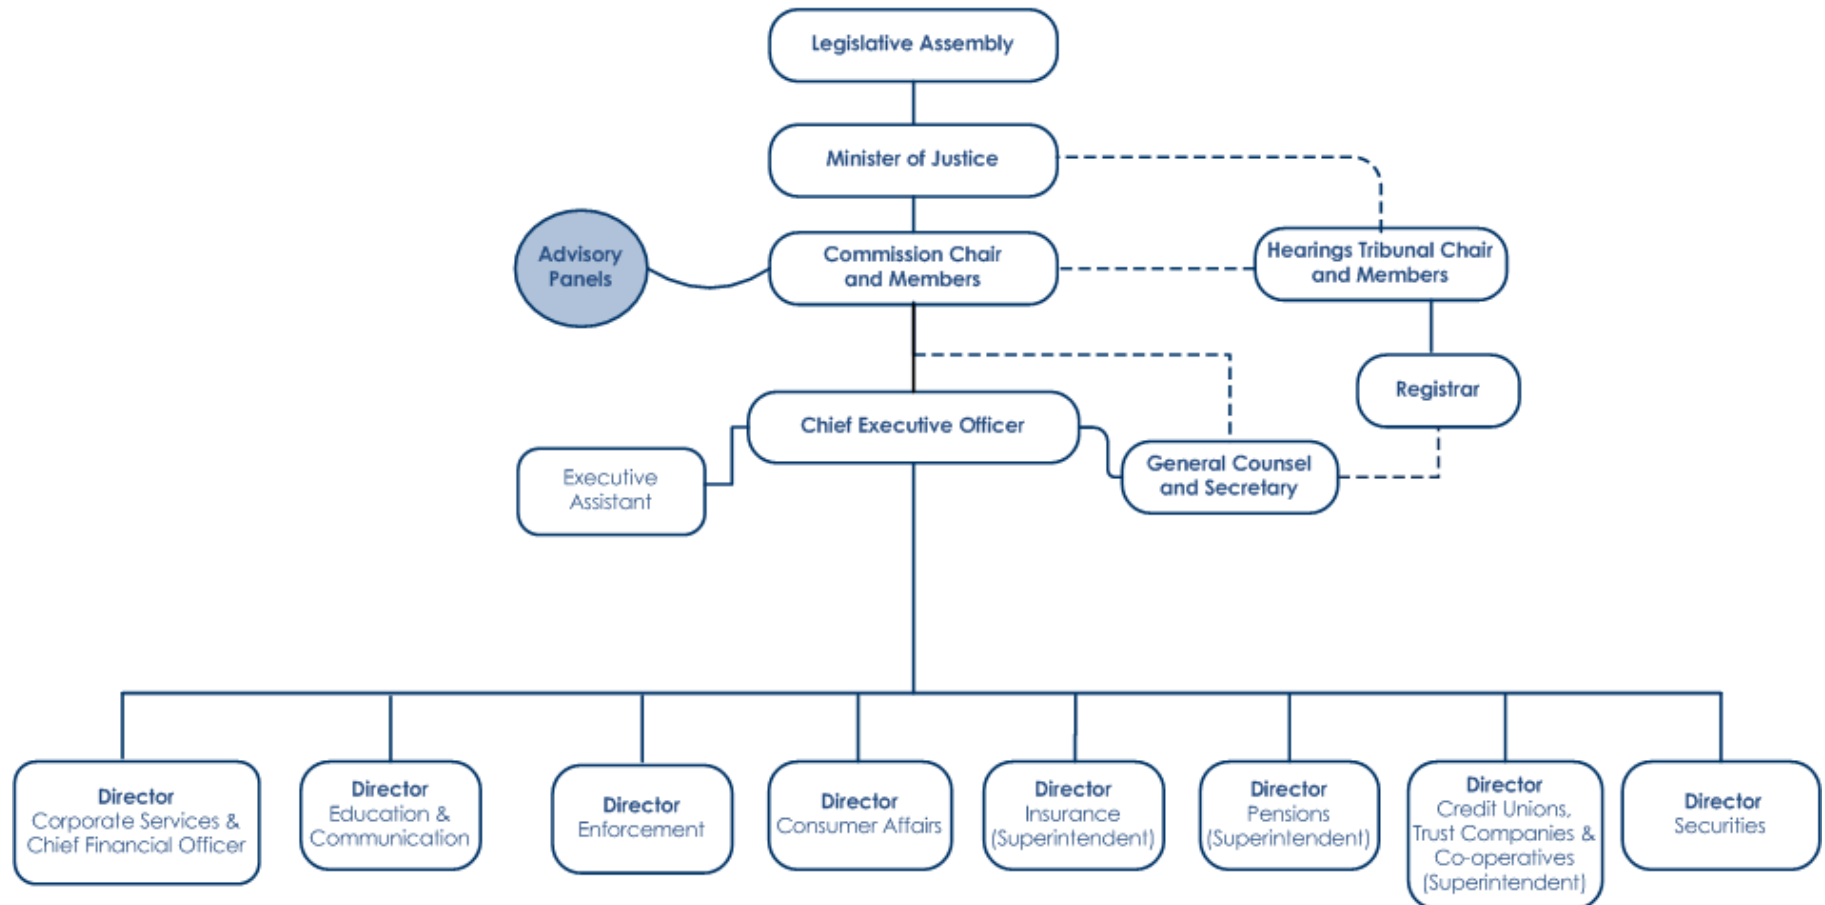 Legislative Assembly
Minister of Justice
Advisory
Panels
Commission Chair
and Members
Hearings Tribunal Chair
and Members
Registrar
Chief Executive Officer
Executive
Assistant
General Counsel
and Secretary
Director
Corporate Services &
Chief Financial Officer
Director
Education &
Communication
Director
Enforcement
Director
Consumer Affairs
Director
Insurance
(Superintendent)
Director
Pensions
(Superintendent)
Director
Credit Unions,
Trust Companies &
Co-operatives
(Superintendent)
Director
Securities